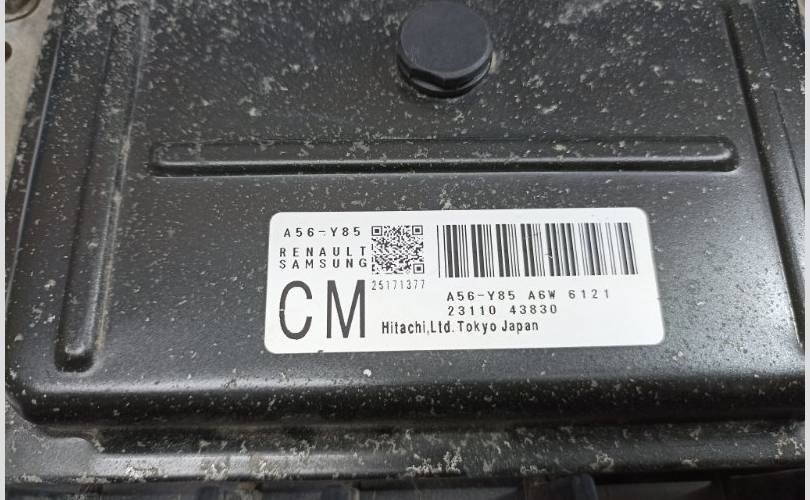 A56-Y85
RENAULT
SAMSUNG
25171377
CM
A56-Y85 A6W 6121
23110 43830
Hitachi,Ltd.Tokyo Japan